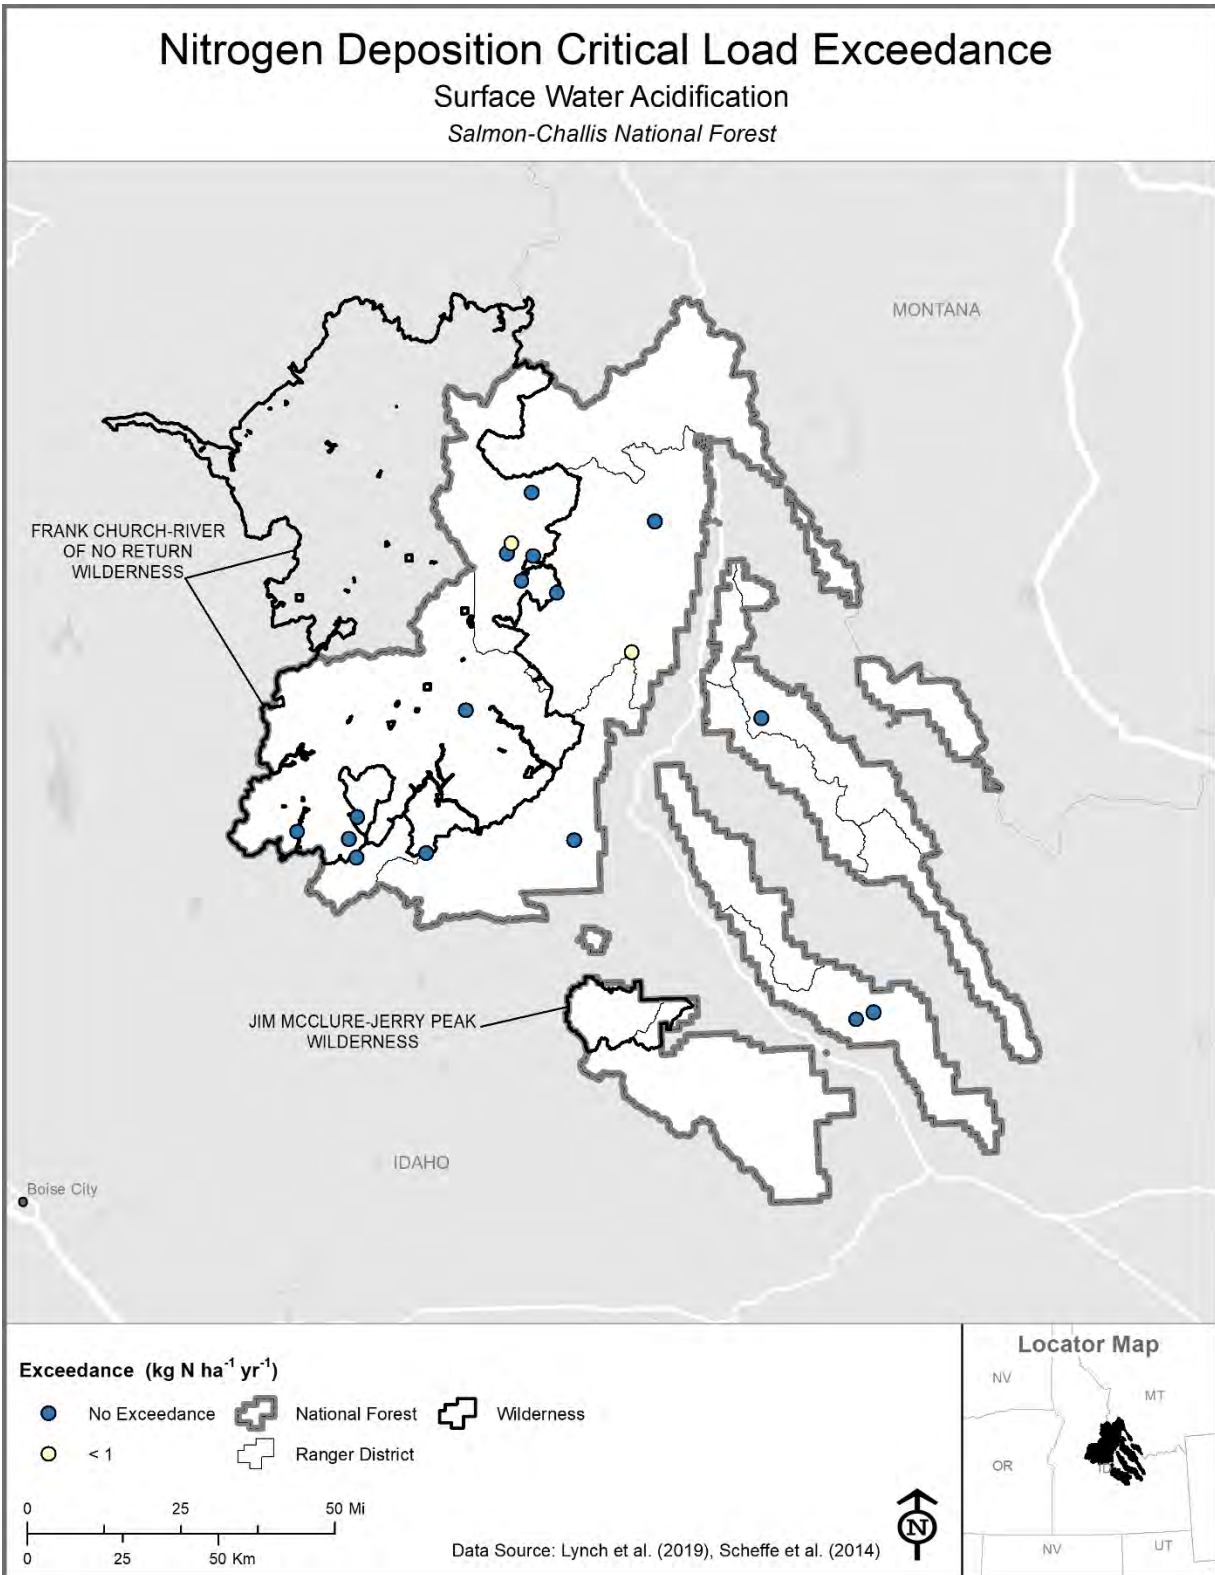 Nitrogen Deposition Critical Load Exceedance
Surface Water Acidification
Salmon-Challis National Forest
MONTANA
FRANK CHURCH-RIVER
OF NO RETURN
WILDERNESS
JIM MCCLURE-JERRY PEAK
WILDERNESS
IDAHO
Boise City
Exceedance (kg N ha⁻¹ yr⁻¹)
No Exceedance
National Forest
Wilderness
< 1
Ranger District
0 25 50 Mi
0 25 50 Km
Data Source: Lynch et al. (2019), Scheffe et al. (2014)
N
Locator Map
NV
MT
OR
ID
NV
UT